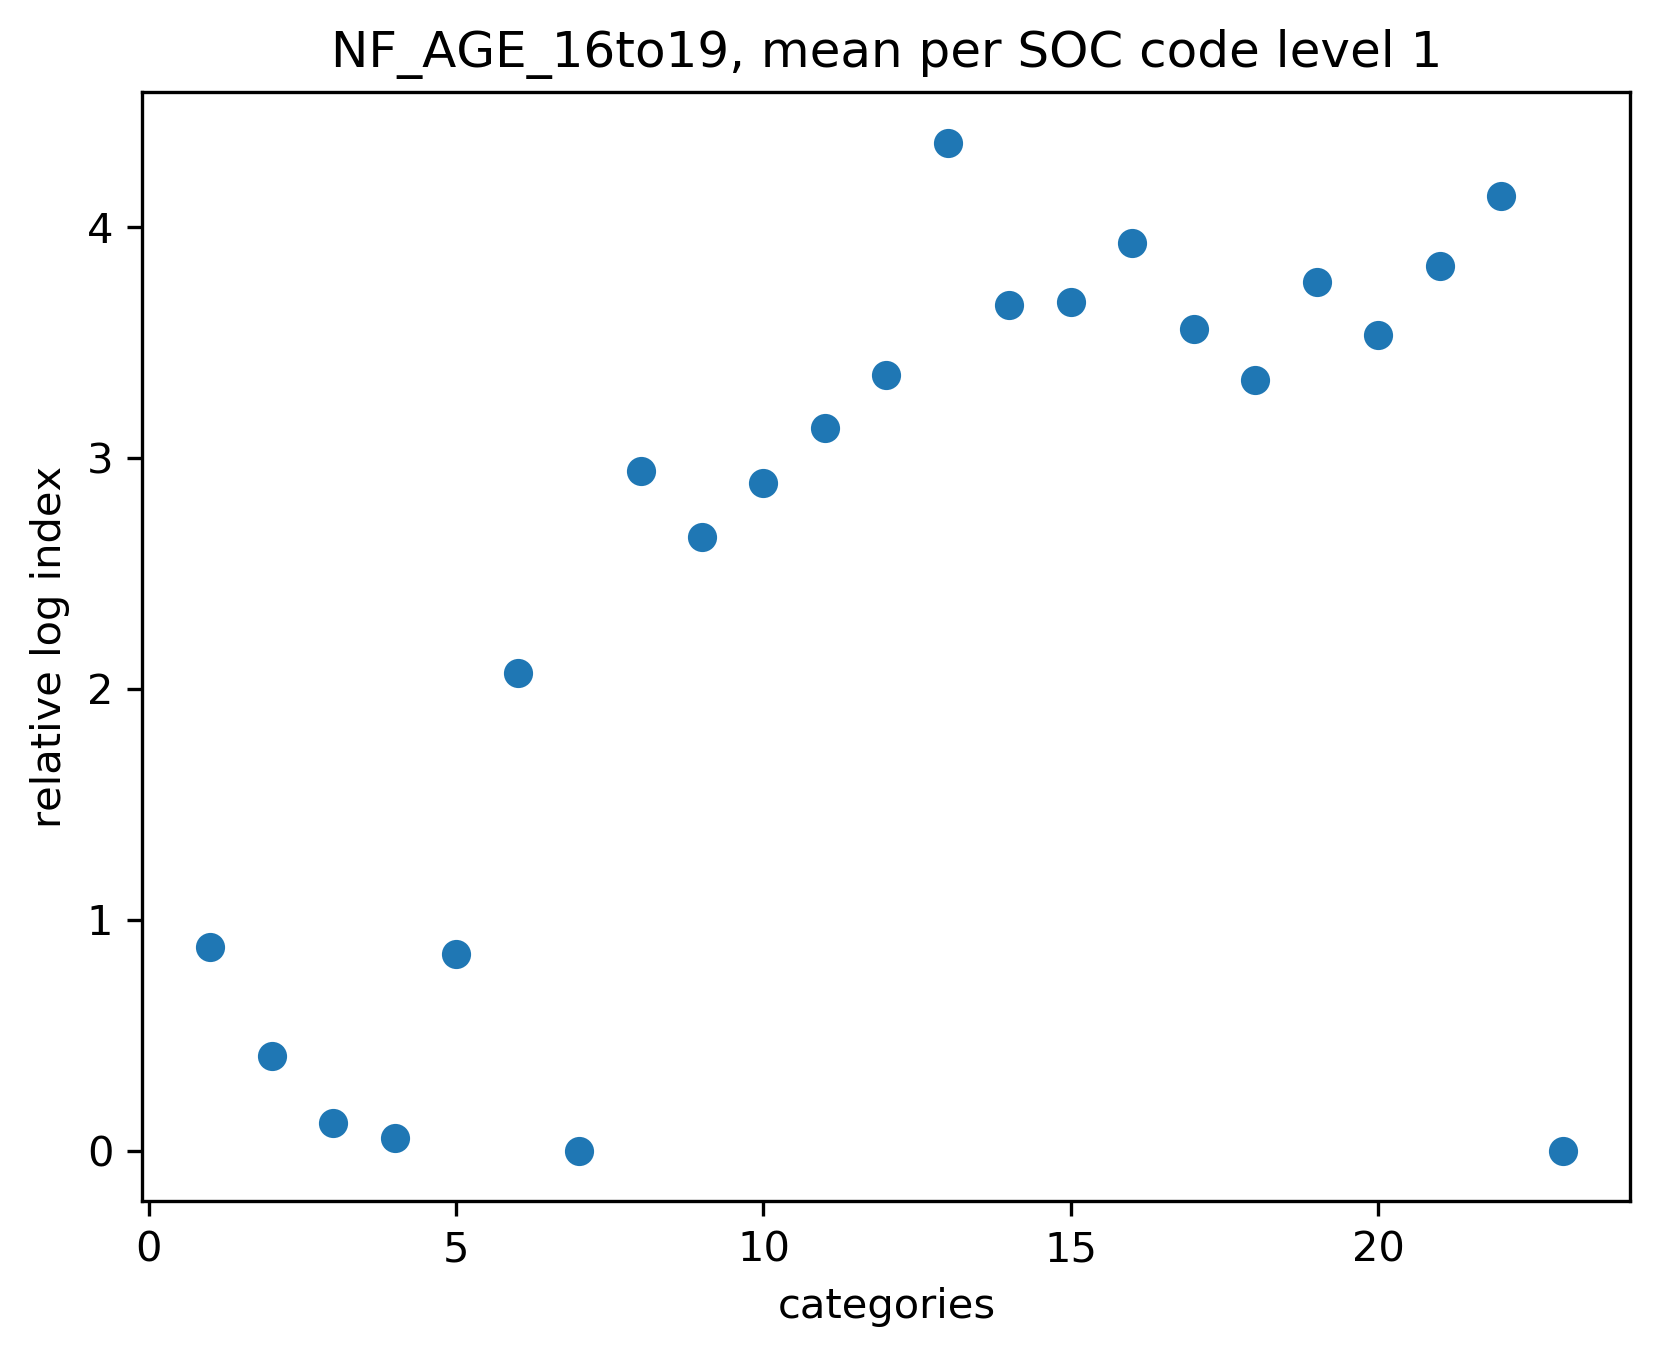 NF_AGE_16to19, mean per SOC code level 1
relative log index
4
3
2
1
0
0 5 10 15 20
categories